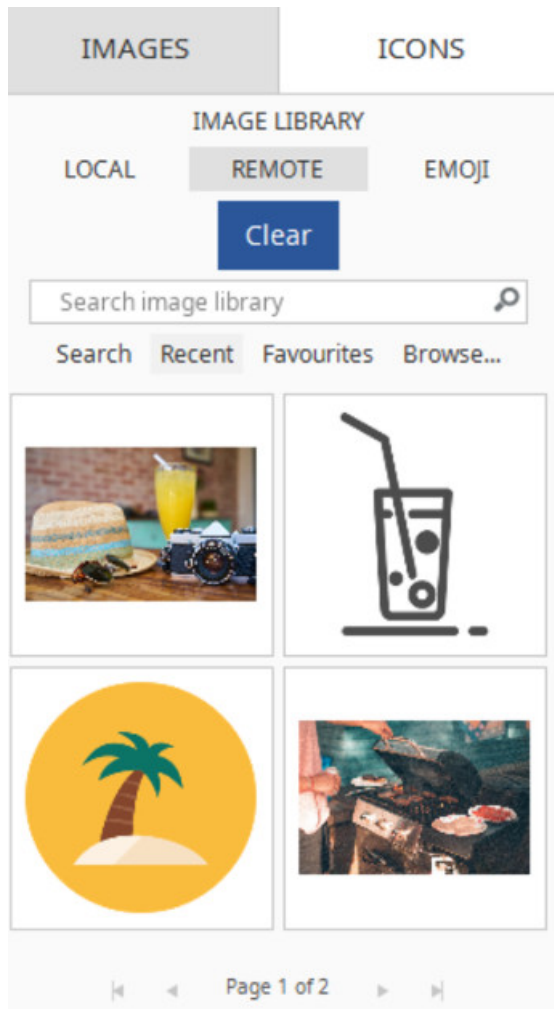 IMAGES ICONS
IMAGE LIBRARY
LOCAL REMOTE EMOJI
Clear
Search image library
Search Recent Favourites Browse...
Page 1 of 2